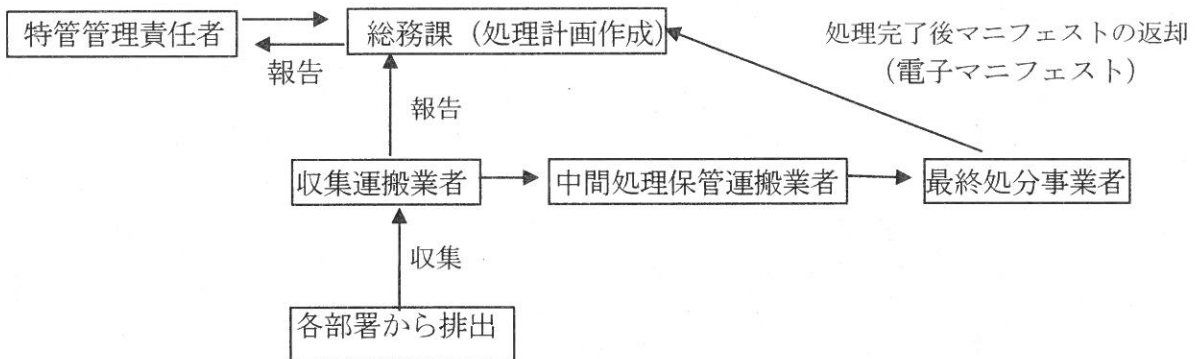 特管管理責任者
総務課（処理計画作成）
処理完了後マニフェストの返却
（電子マニフェスト）
報告
報告
収集運搬業者
中間処理保管運搬業者
最終処分事業者
収集
各部署から排出